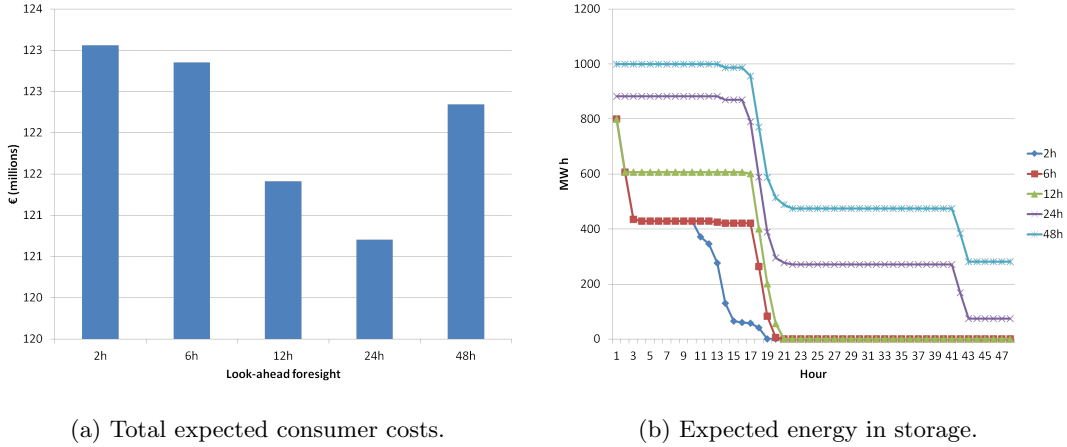 124
123
123
122
122
121
121
120
120
€ (millions)
2h 6h 12h 24h 48h
Look-ahead foresight
1200
1000
800
600
400
200
0
MWh
1 3 5 7 9 11 13 15 17 19 21 23 25 27 29 31 33 35 37 39 41 43 45 47
Hour
2h
6h
12h
24h
48h
(a) Total expected consumer costs.
(b) Expected energy in storage.